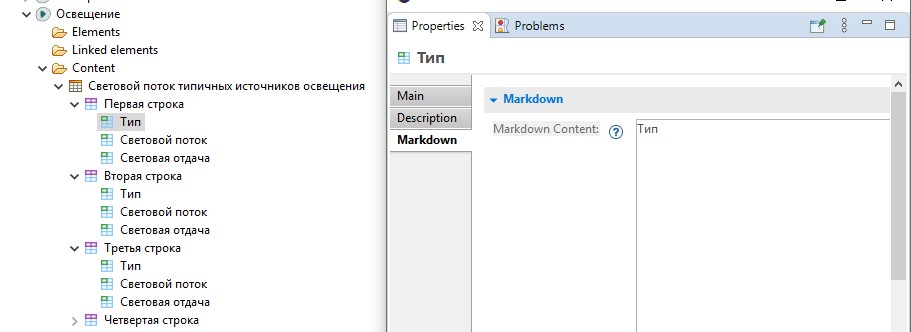 Освещение
Elements
Linked elements
Content
Световой поток типичных источников освещения
Первая строка
Тип
Световой поток
Световая отдача
Вторая строка
Тип
Световой поток
Световая отдача
Третья строка
Тип
Световой поток
Световая отдача
Четвертая строка
Properties
Problems
Тип
Main
Description
Markdown
Markdown
Markdown Content:
Тип